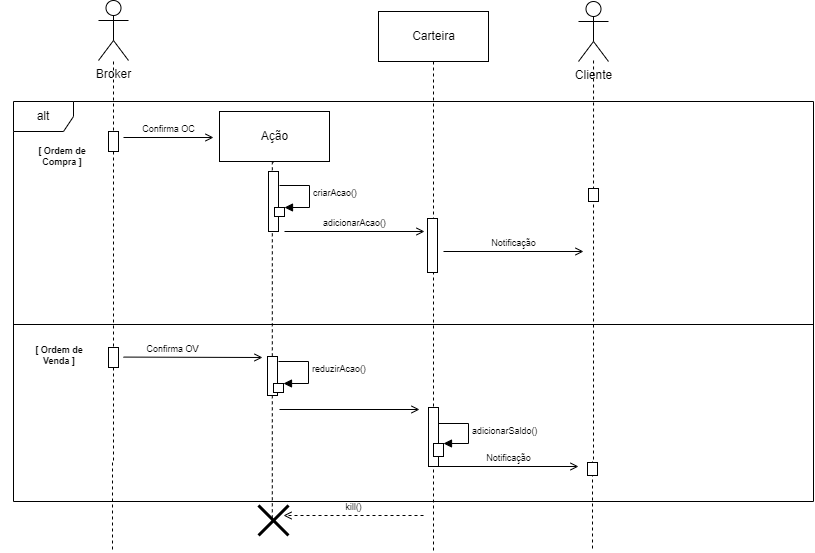 Carteira
Broker
Cliente
alt
Confirma OC
Ação
[ Ordem de
Compra ]
criarAcao()
adicionarAcao()
Notificação
[ Ordem de
Venda ]
Confirma OV
reduzirAcao()
adicionarSaldo()
Notificação
kill()